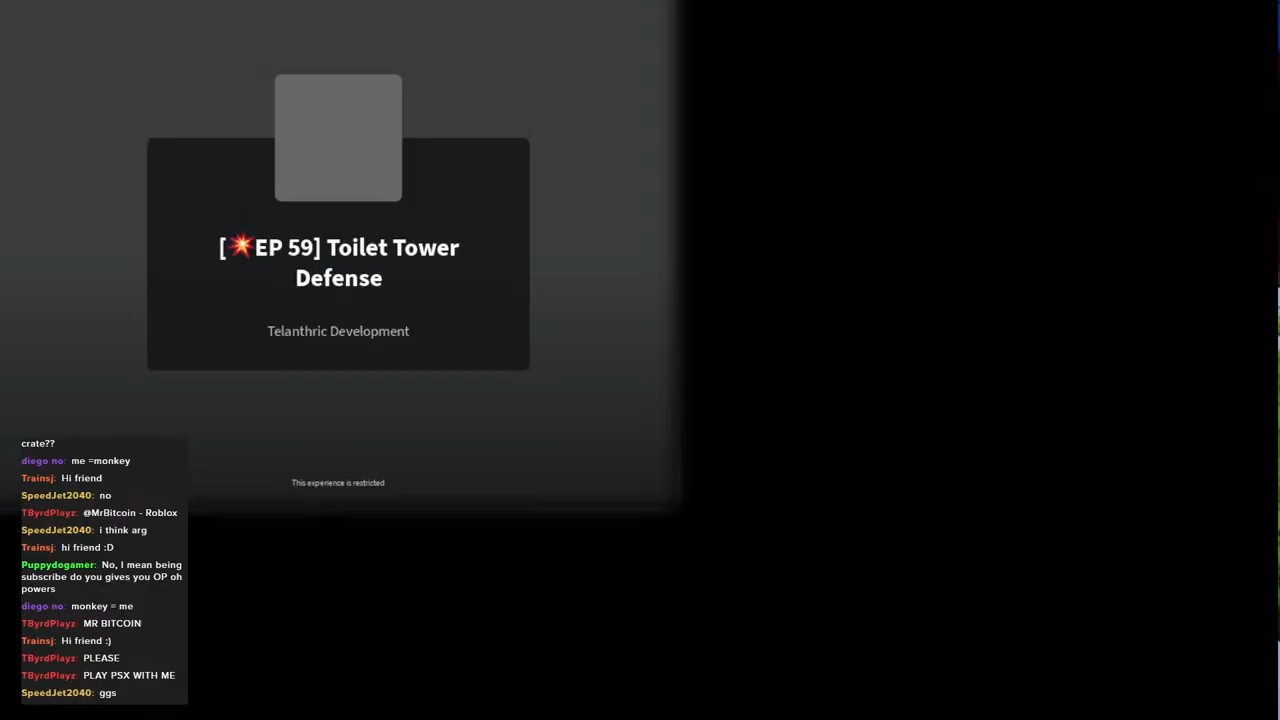 [💥EP 59] Toilet Tower
Defense
Telanthric Development
This experience is restricted
crate??
diego no: me =monkey
Trainsj: Hi friend
SpeedJet2040: no
TByrdPlayz: @MrBitcoin - Roblox
SpeedJet2040: i think arg
Trainsj: hi friend :D
Puppydogamer: No, I mean being
subscribe do you gives you OP oh
powers
diego no: monkey = me
TByrdPlayz: MR BITCOIN
Trainsj: Hi friend :)
TByrdPlayz: PLEASE
TByrdPlayz: PLAY PSX WITH ME
SpeedJet2040: ggs